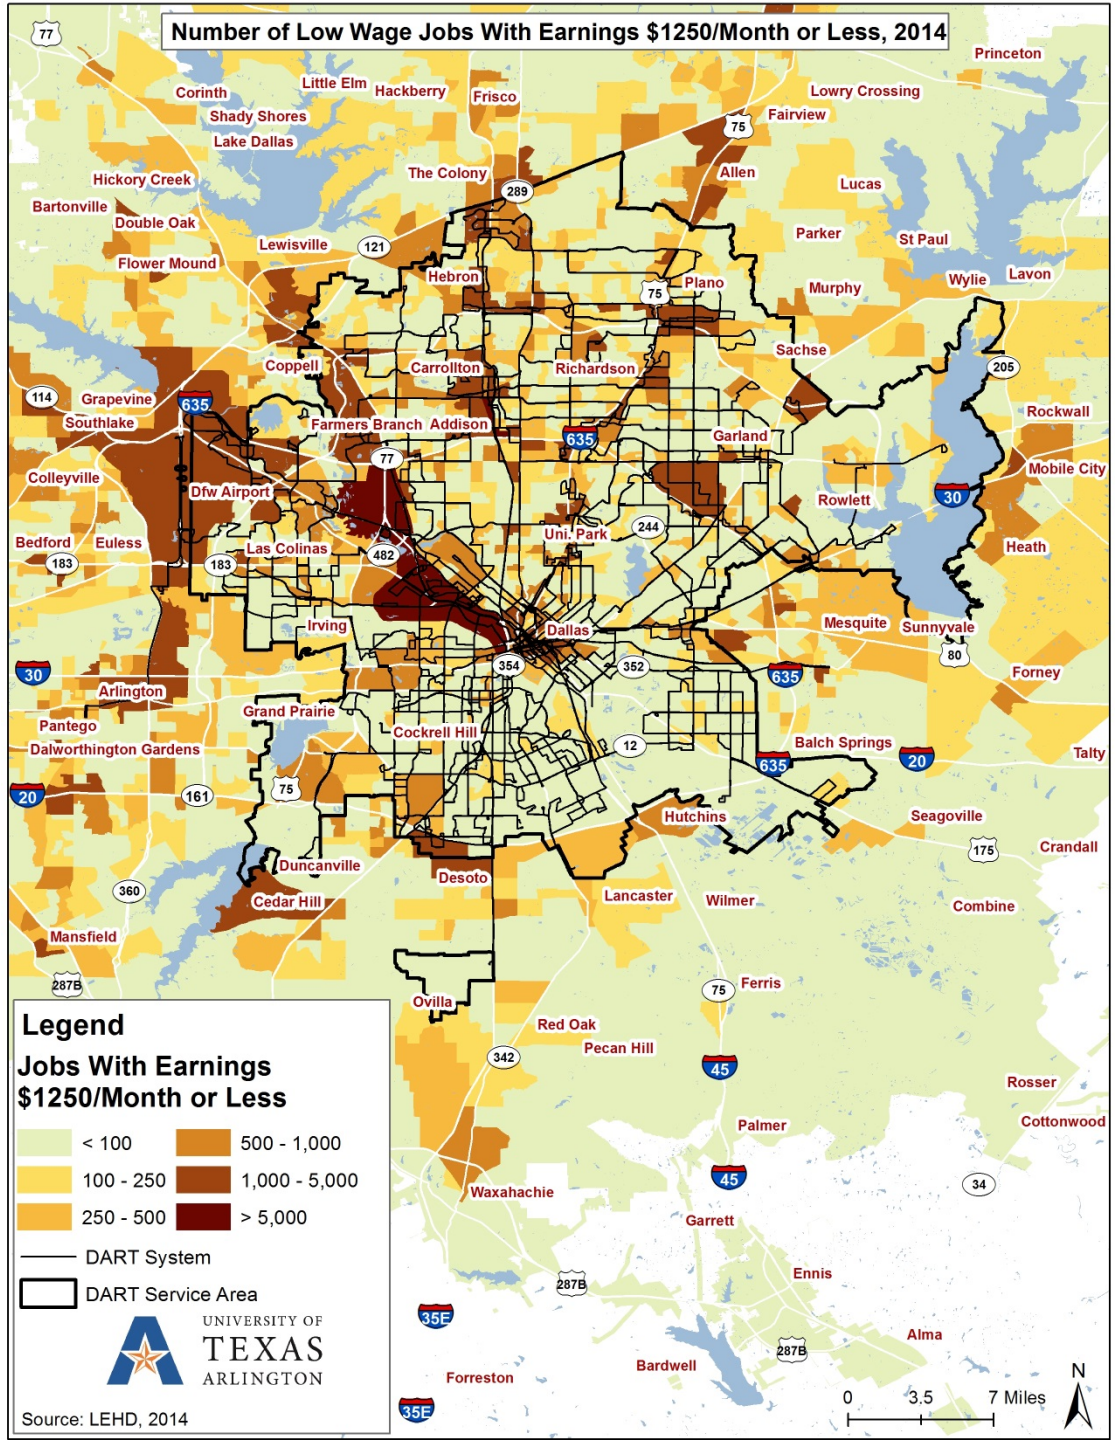 Number of Low Wage Jobs With Earnings $1250/Month or Less, 2014
77
Princeton
Corinth
Little Elm
Hackberry
Frisco
Lowry Crossing
Shady Shores
Fairview
75
Lake Dallas
The Colony
Allen
Hickory Creek
289
Lucas
Bartonville
Double Oak
Parker
St Paul
Lewisville
121
Flower Mound
Hebron
Plano
75
Murphy
Wylie
Lavon
Sachse
Coppell
Carrollton
Richardson
205
114
Grapevine
635
Rockwall
Southlake
Farmers Branch
Addison
635
Garland
77
Mobile City
Colleyville
Dfw Airport
Rowlett
30
Uni. Park
244
Bedford
Euless
Las Colinas
482
Heath
183
183
Irving
Dallas
Mesquite
Sunnyvale
80
30
354
352
635
Forney
Arlington
Grand Prairie
Pantego
Cockrell Hill
12
Balch Springs
Dalworthington Gardens
635
20
Talty
20
161
75
Hutchins
Seagoville
175
Crandall
Duncanville
Desoto
360
Cedar Hill
Lancaster
Wilmer
Combine
Mansfield
287B
75
Ferris
Ovilla
Red Oak
Pecan Hill
342
45
Rosser
Cottonwood
Palmer
45
34
Waxahachie
Garrett
Ennis
287B
35E
Alma
287B
Bardwell
Forreston
35E
Legend
Jobs With Earnings
$1250/Month or Less
< 100
500 - 1,000
100 - 250
1,000 - 5,000
250 - 500
> 5,000
DART System
DART Service Area
UNIVERSITY OF
TEXAS
ARLINGTON
Source: LEHD, 2014
N
0 3.5 7 Miles